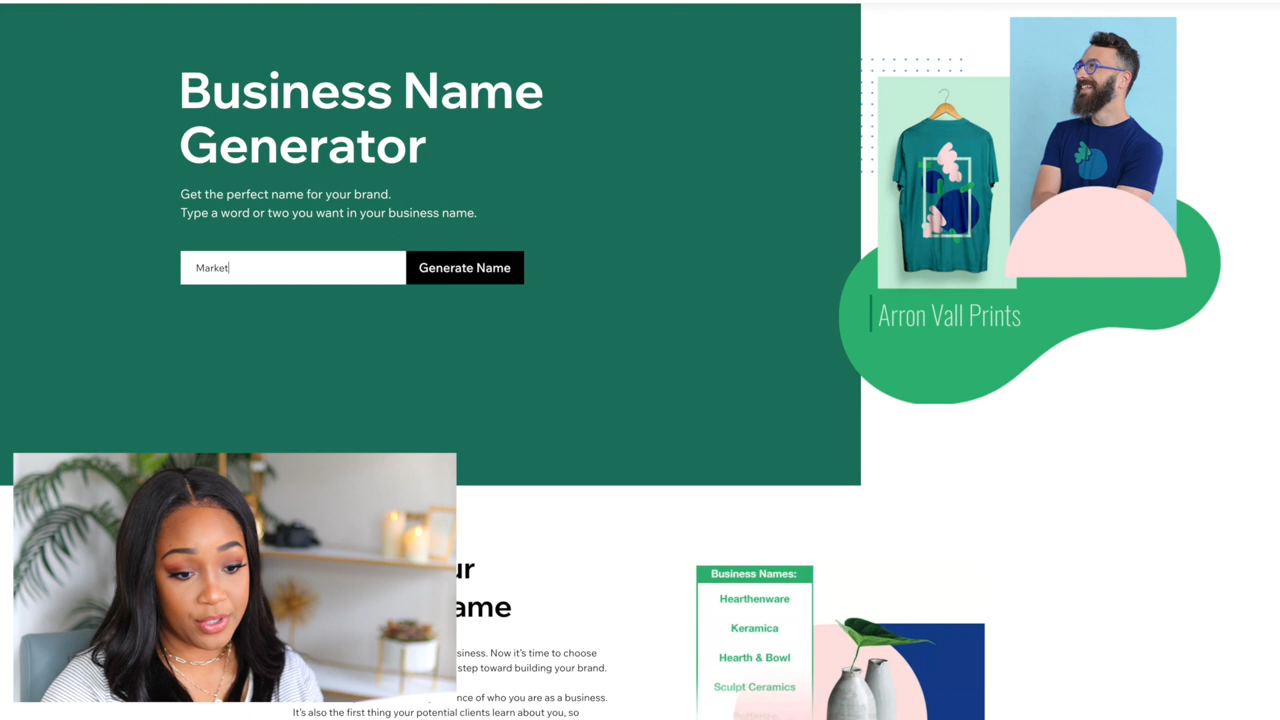 Business Name
Generator
Get the perfect name for your brand.
Type a word or two you want in your business name.
Market
Generate Name
Arron Vall Prints
ur
ame
siness. Now it's time to choose
step toward building your brand.
nce of who you are as a business.
It's also the first thing your potential clients learn about you, so
Business Names:
Hearthenware
Keramica
Hearth & Bowl
Sculpt Ceramics